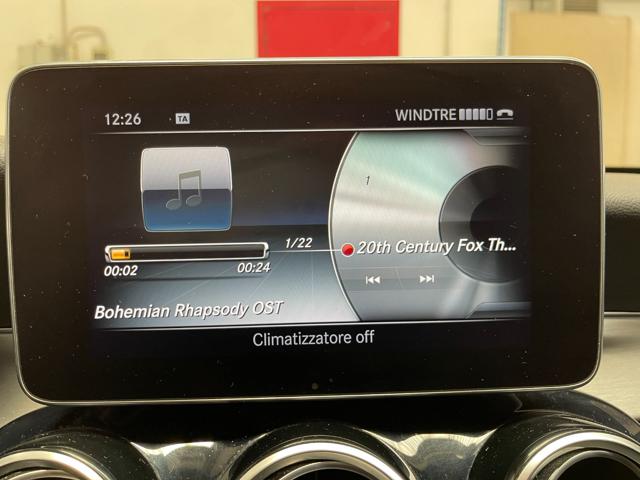 12:26 TA WINDTRE
1
1/22 20th Century Fox Th...
00:02 00:24
Bohemian Rhapsody OST
Climatizzatore off